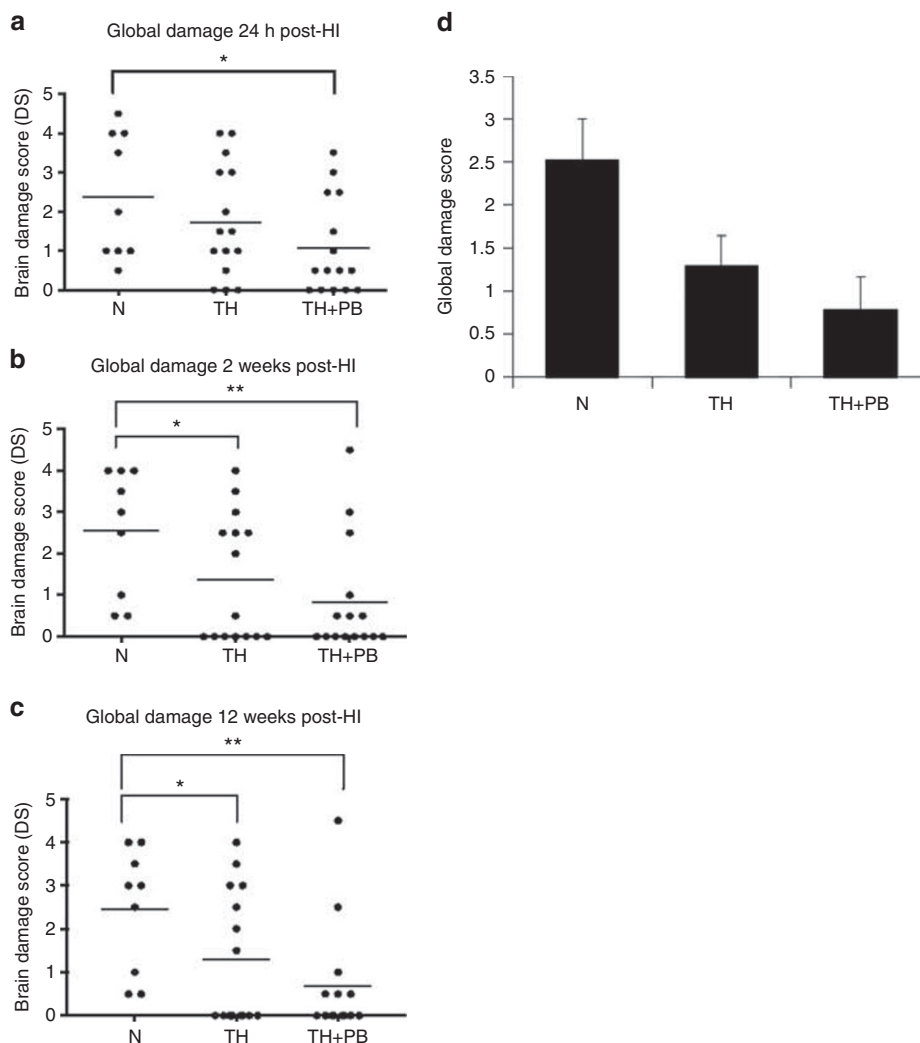 a
Global damage 24 h post-HI
*
Brain damage score (DS)
5
4
3
2
1
0
N TH TH+PB
b
Global damage 2 weeks post-HI
**
*
Brain damage score (DS)
5
4
3
2
1
0
N TH TH+PB
c
Global damage 12 weeks post-HI
**
*
Brain damage score (DS)
5
4
3
2
1
0
N TH TH+PB
d
Global damage score
3.5
3
2.5
2
1.5
1
0.5
0
N TH TH+PB